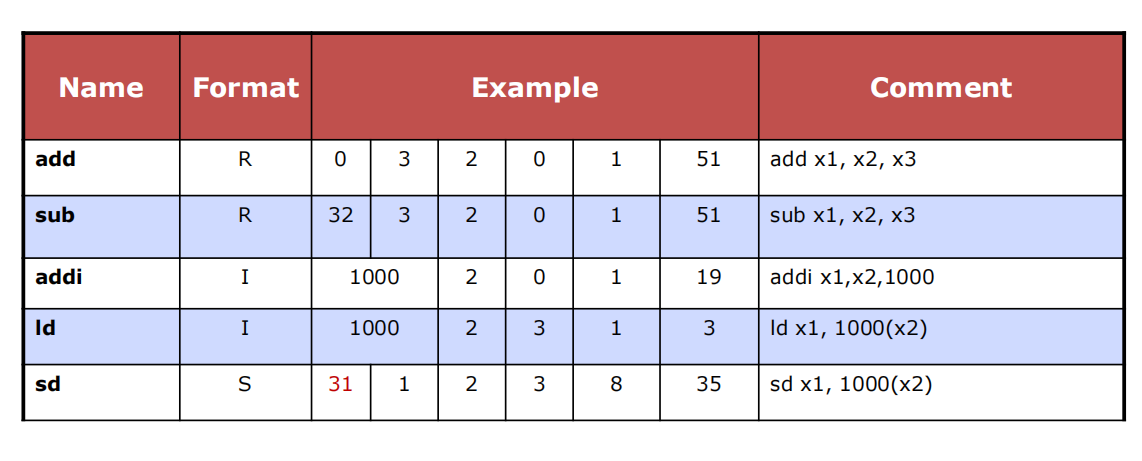 Name Format Example Comment
add R 0 3 2 0 1 51 add x1, x2, x3
sub R 32 3 2 0 1 51 sub x1, x2, x3
addi I 1000 2 0 1 19 addi x1,x2,1000
ld I 1000 2 3 1 3 ld x1, 1000(x2)
sd S 31 1 2 3 8 35 sd x1, 1000(x2)